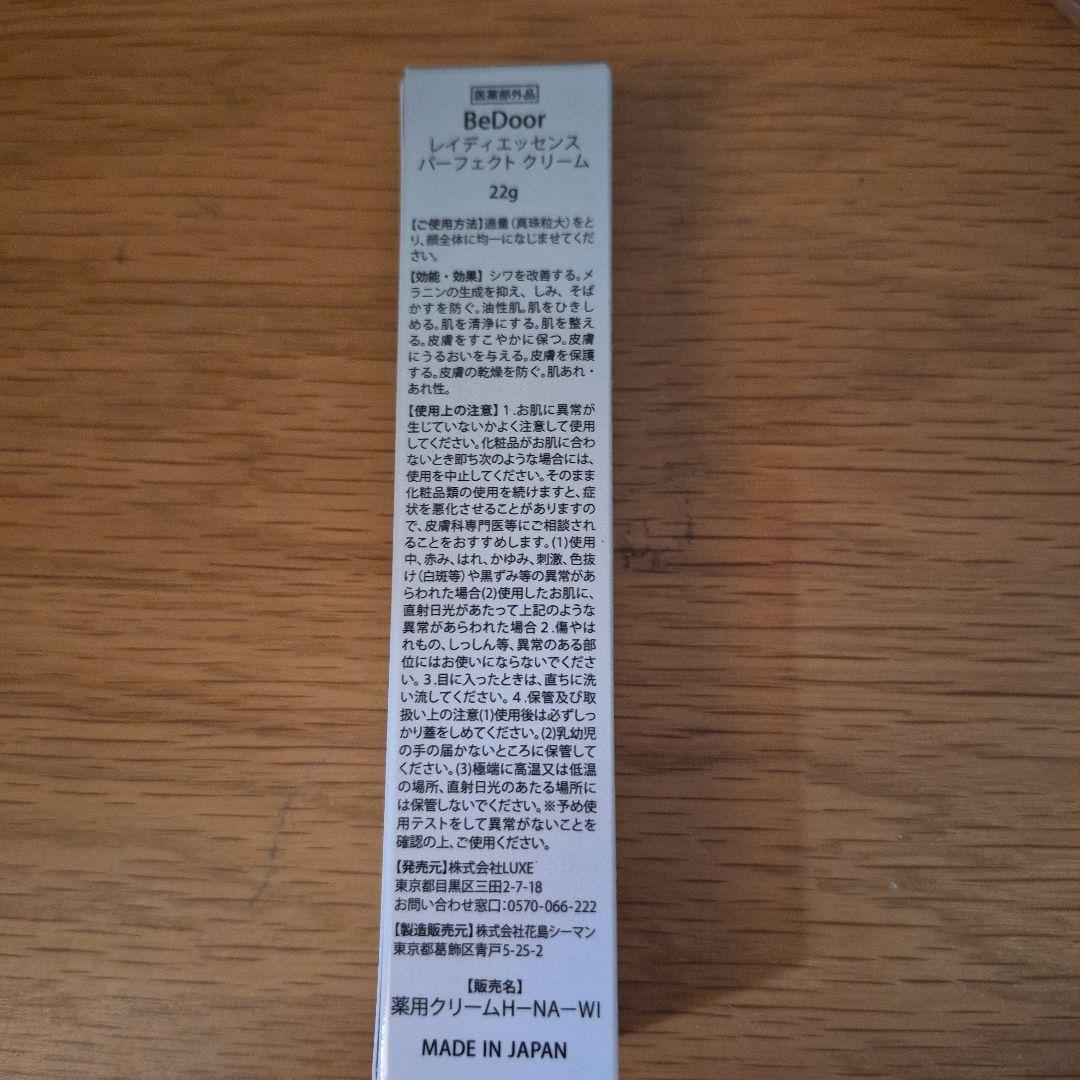 医薬部外品
BeDoor
レイディエッセンス
パーフェクト クリーム
22g
【ご使用方法】適量(真珠粒大)をと
り、顔全体に均一になじませてくだ
さい。
【効能・効果】 シワを改善する。メ
ラニンの生成を抑え、しみ、そば
かすを防ぐ。油性肌。肌をひきし
める。肌を清浄にする。肌を整え
る。皮膚をすこやかに保つ。皮膚
にうるおいを与える。皮膚を保護
する。皮膚の乾燥を防ぐ。肌あれ・
あれ性。
【使用上の注意】1.お肌に異常が
生じていないかよく注意して使用
してください。化粧品がお肌に合わ
ないとき即ち次のような場合には、
使用を中止してください。そのまま
化粧品類の使用を続けますと、症
状を悪化させることがありますの
で、皮膚科専門医等にご相談され
ることをおすすめします。(1)使用
中、赤み、はれ、かゆみ、刺激、色抜
け(白斑等)や黒ずみ等の異常があ
らわれた場合(2)使用したお肌に、
直射日光があたって上記のような
異常があらわれた場合2.傷やは
れもの、しっしん等、異常のある部
位にはお使いにならないでくださ
い。3.目に入ったときは、直ちに洗
い流してください。4.保管及び取
扱い上の注意(1)使用後は必ずしっ
かり蓋をしめてください。(2)乳幼児
の手の届かないところに保管して
ください。(3)極端に高温又は低温
の場所、直射日光のあたる場所に
は保管しないでください。※予め使
用テストをして異常がないことを
確認の上、ご使用ください。
【発売元】株式会社LUXE
東京都目黒区三田2-7-18
お問い合わせ窓口:0570-066-222
【製造販売元】株式会社花島シーマン
東京都葛飾区青戸5-25-2
【販売名】
薬用クリームH-NA-WI
MADE IN JAPAN